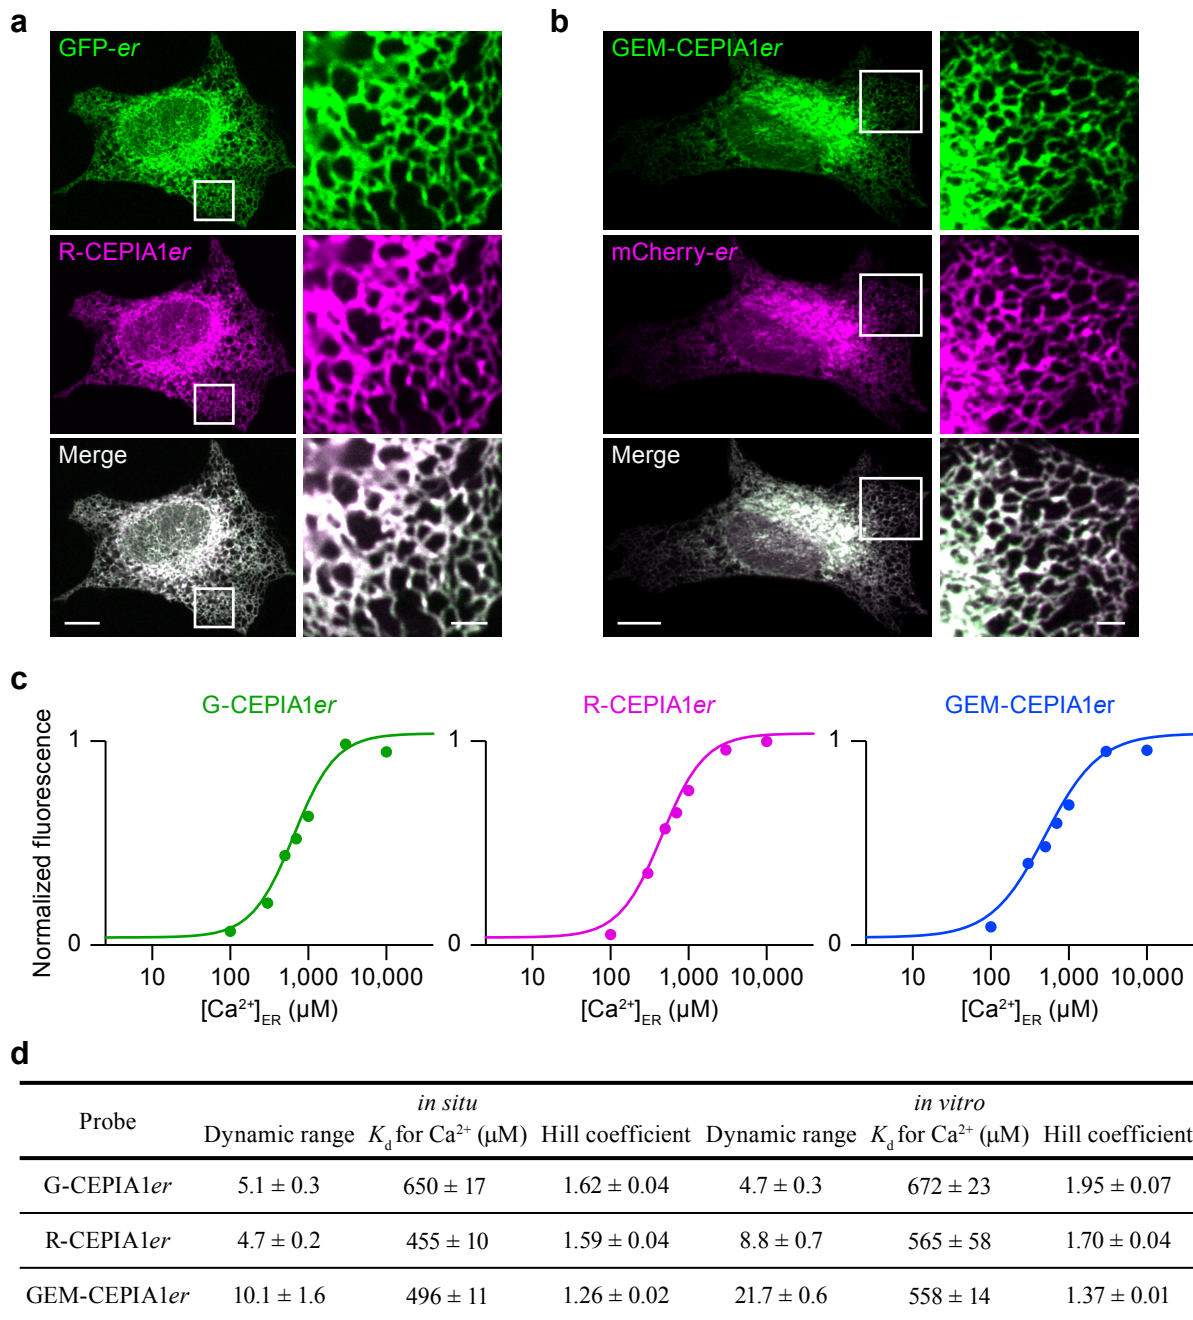 a
GFP-er
R-CEPIA1er
Merge
b
GEM-CEPIA1er
mCherry-er
Merge
c
G-CEPIA1er
R-CEPIA1er
GEM-CEPIA1er
Normalized fluorescence
1
0
10 100 1,000 10,000
[Ca²⁺]ER (μM)
1
0
10 100 1,000 10,000
[Ca²⁺]ER (μM)
1
0
10 100 1,000 10,000
[Ca²⁺]ER (μM)
d
in situ in vitro
Probe Dynamic range Kd for Ca²⁺ (μM) Hill coefficient Dynamic range Kd for Ca²⁺ (μM) Hill coefficient
G-CEPIA1er 5.1 ± 0.3 650 ± 17 1.62 ± 0.04 4.7 ± 0.3 672 ± 23 1.95 ± 0.07
R-CEPIA1er 4.7 ± 0.2 455 ± 10 1.59 ± 0.04 8.8 ± 0.7 565 ± 58 1.70 ± 0.04
GEM-CEPIA1er 10.1 ± 1.6 496 ± 11 1.26 ± 0.02 21.7 ± 0.6 558 ± 14 1.37 ± 0.01